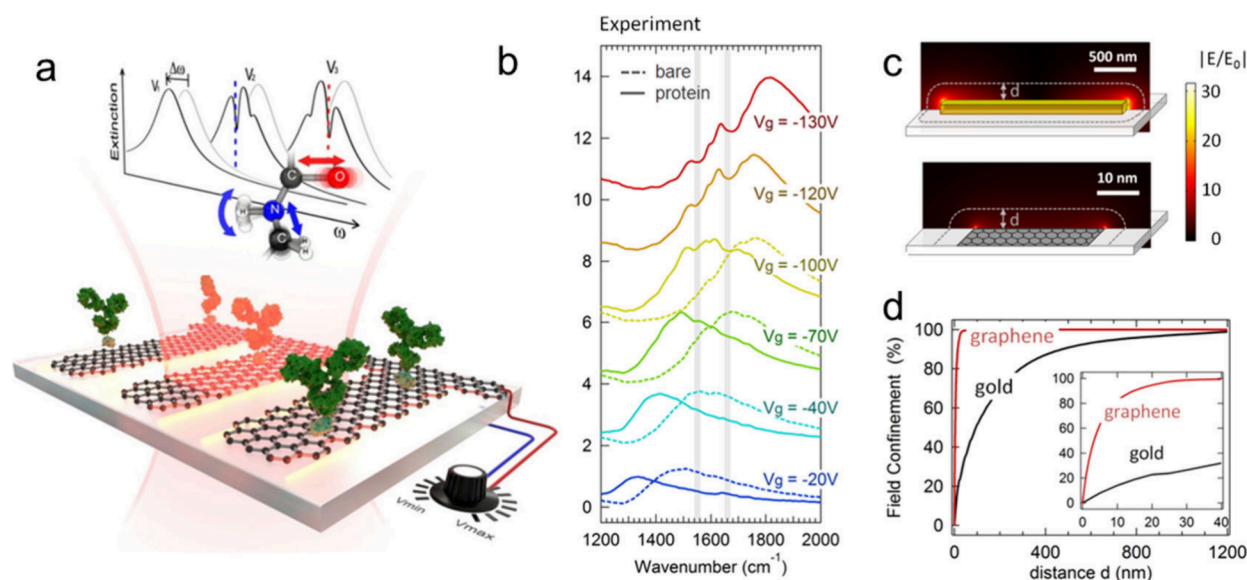 a
V₁
Δω
V₂
V₃
Extinction
ω
C
O
H
N
C
H
Vmin
Vmax
b
Experiment
bare
protein
Vg = -130V
Vg = -120V
Vg = -100V
Vg = -70V
Vg = -40V
Vg = -20V
14
12
10
8
6
4
2
0
1200 1400 1600 1800 2000
Wavenumber (cm⁻¹)
c
|E/E₀|
500 nm
d
10 nm
d
30
20
10
0
d
Field Confinement (%)
100
80
60
40
20
0
graphene
gold
100
80
60
40
20
0
graphene
gold
0 10 20 30 40
0 400 800 1200
distance d (nm)